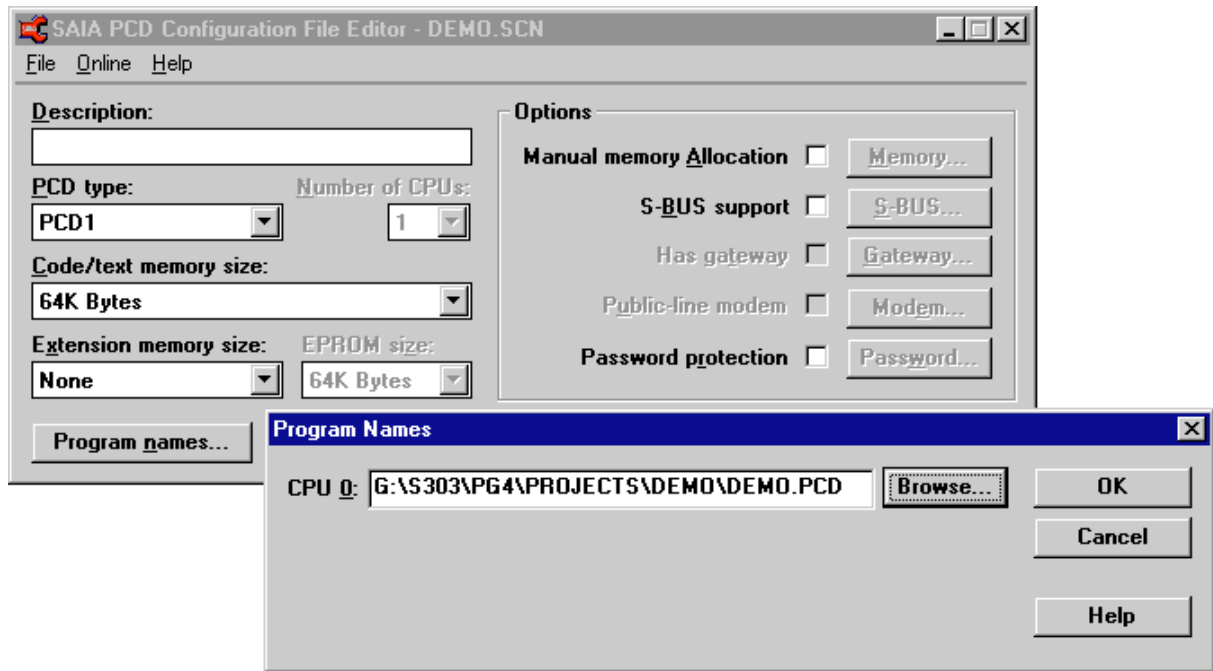 SAIA PCD Configuration File Editor - DEMO.SCN
File Online Help
Description:
PCD type:
Number of CPUs:
PCD1
1
Code/text memory size:
64K Bytes
Extension memory size:
EPROM size:
None
64K Bytes
Program names...
Options
Manual memory Allocation
Memory...
S-BUS support
S-BUS...
Has gateway
Gateway...
Public-line modem
Modem...
Password protection
Password...
Program Names
CPU 0:
G:\S303\PG4\PROJECTS\DEMO\DEMO.PCD
Browse...
OK
Cancel
Help